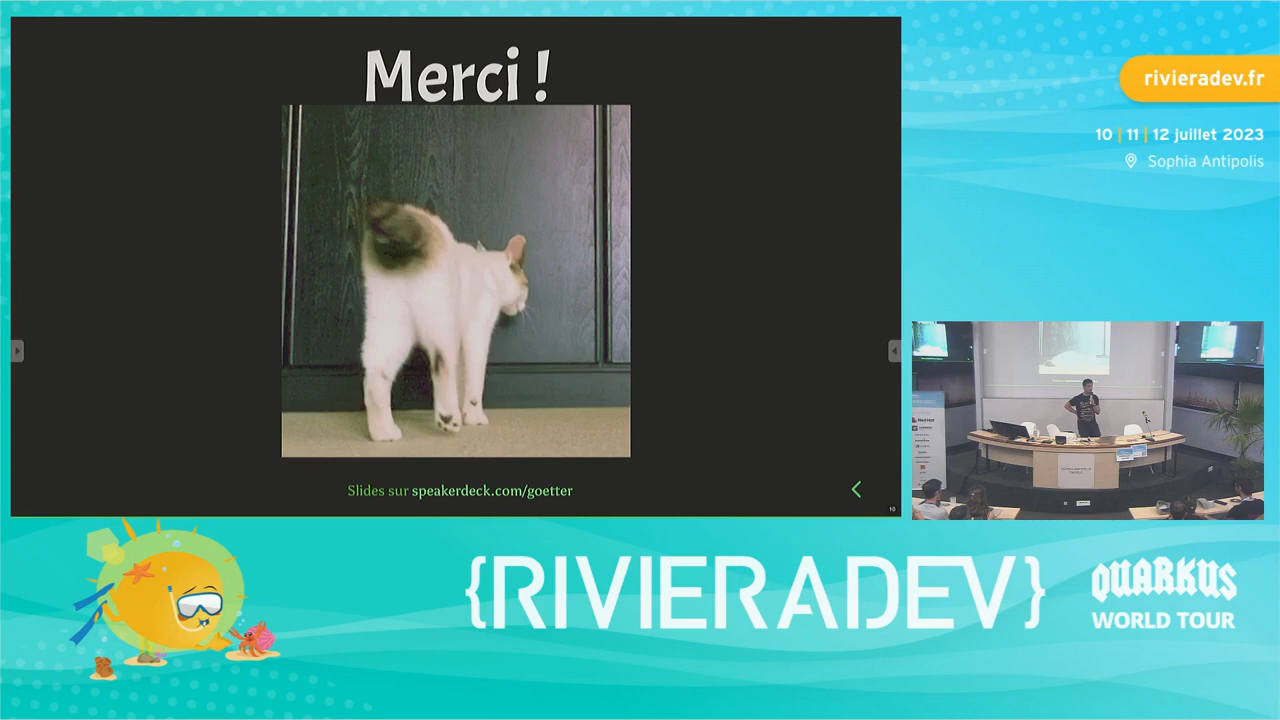 Merci !
Slides sur speakerdeck.com/goetter
10
rivieradev.fr
10 | 11 | 12 juillet 2023
Sophia Antipolis
{RIVIERADEV}
QUARKUS
WORLD TOUR